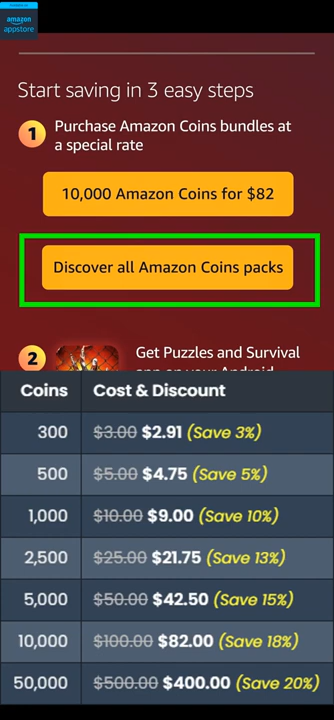 amazon
appstore
Start saving in 3 easy steps
1 Purchase Amazon Coins bundles at
a special rate
10,000 Amazon Coins for $82
Discover all Amazon Coins packs
2 Get Puzzles and Survival
Coins Cost & Discount
300 $3.00 $2.91 (Save 3%)
500 $5.00 $4.75 (Save 5%)
1,000 $10.00 $9.00 (Save 10%)
2,500 $25.00 $21.75 (Save 13%)
5,000 $50.00 $42.50 (Save 15%)
10,000 $100.00 $82.00 (Save 18%)
50,000 $500.00 $400.00 (Save 20%)